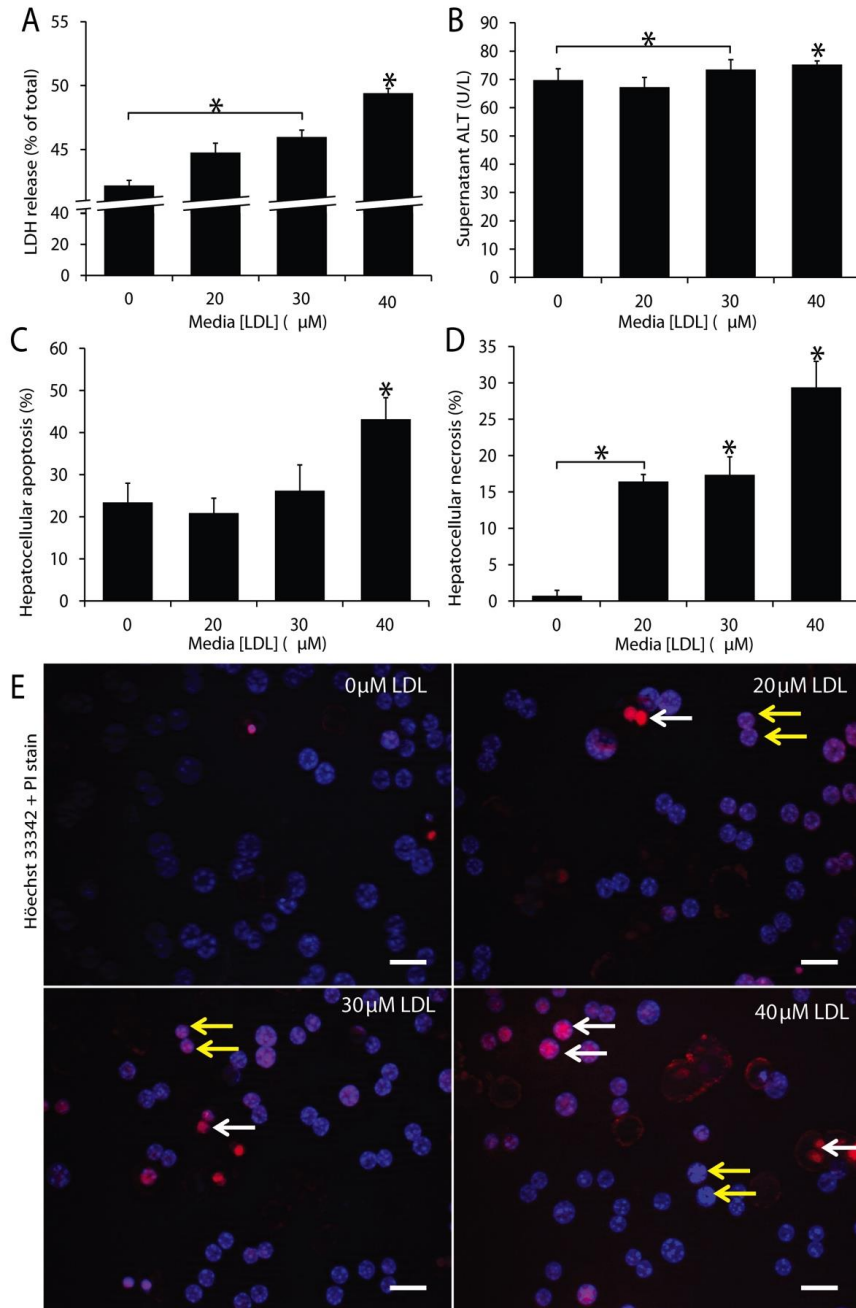 A
LDH release (% of total)
55
50
45
40
0
*
*
0 20 30 40
Media [LDL] ( µM)
B
Supernatant ALT (U/L)
90
80
70
60
50
40
30
20
10
0
*
*
0 20 30 40
Media [LDL] ( µM)
C
Hepatocellular apoptosis (%)
60
50
40
30
20
10
0
*
0 20 30 40
Media [LDL] ( µM)
D
Hepatocellular necrosis (%)
35
30
25
20
15
10
5
0
*
*
*
0 20 30 40
Media [LDL] ( µM)
E
Höechst 33342 + PI stain
0µM LDL
20µM LDL
30µM LDL
40µM LDL